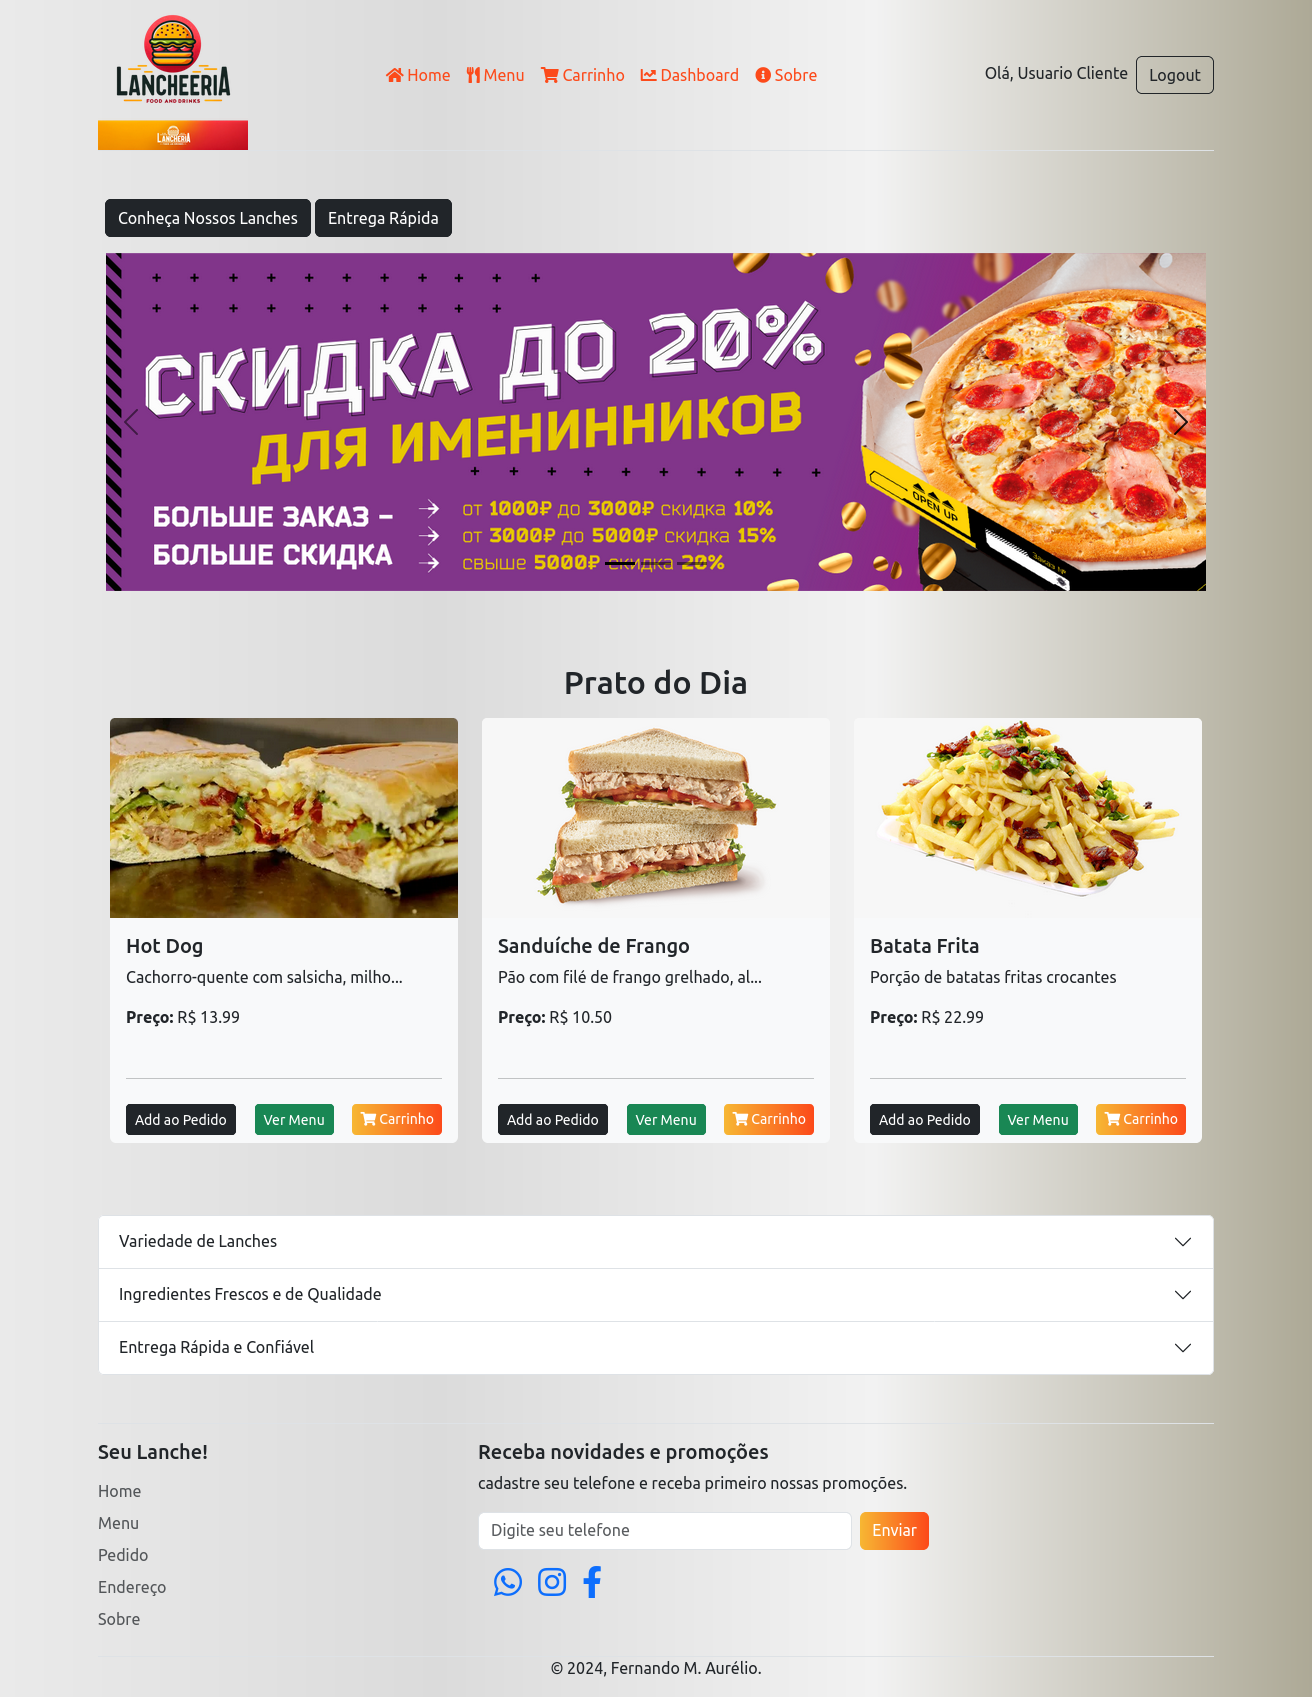 LANCHEERIA
FOOD AND DRINKS
LANCHERIA
Home Menu Carrinho Dashboard Sobre
Olá, Usuario Cliente Logout
Conheça Nossos Lanches Entrega Rápida
СКИДКА ДО 20%
ДЛЯ ИМЕНИННИКОВ
БОЛЬШЕ ЗАКАЗ –
БОЛЬШЕ СКИДКА
от 1000₽ до 3000₽ скидка 10%
от 3000₽ до 5000₽ скидка 15%
свыше 5000₽ скидка 20%
OPEN UP
Prato do Dia
Hot Dog
Cachorro-quente com salsicha, milho...
Preço: R$ 13.99
Add ao Pedido Ver Menu Carrinho
Sanduíche de Frango
Pão com filé de frango grelhado, al...
Preço: R$ 10.50
Add ao Pedido Ver Menu Carrinho
Batata Frita
Porção de batatas fritas crocantes
Preço: R$ 22.99
Add ao Pedido Ver Menu Carrinho
Variedade de Lanches
Ingredientes Frescos e de Qualidade
Entrega Rápida e Confiável
Seu Lanche!
Home
Menu
Pedido
Endereço
Sobre
Receba novidades e promoções
cadastre seu telefone e receba primeiro nossas promoções.
Digite seu telefone Enviar
© 2024, Fernando M. Aurélio.